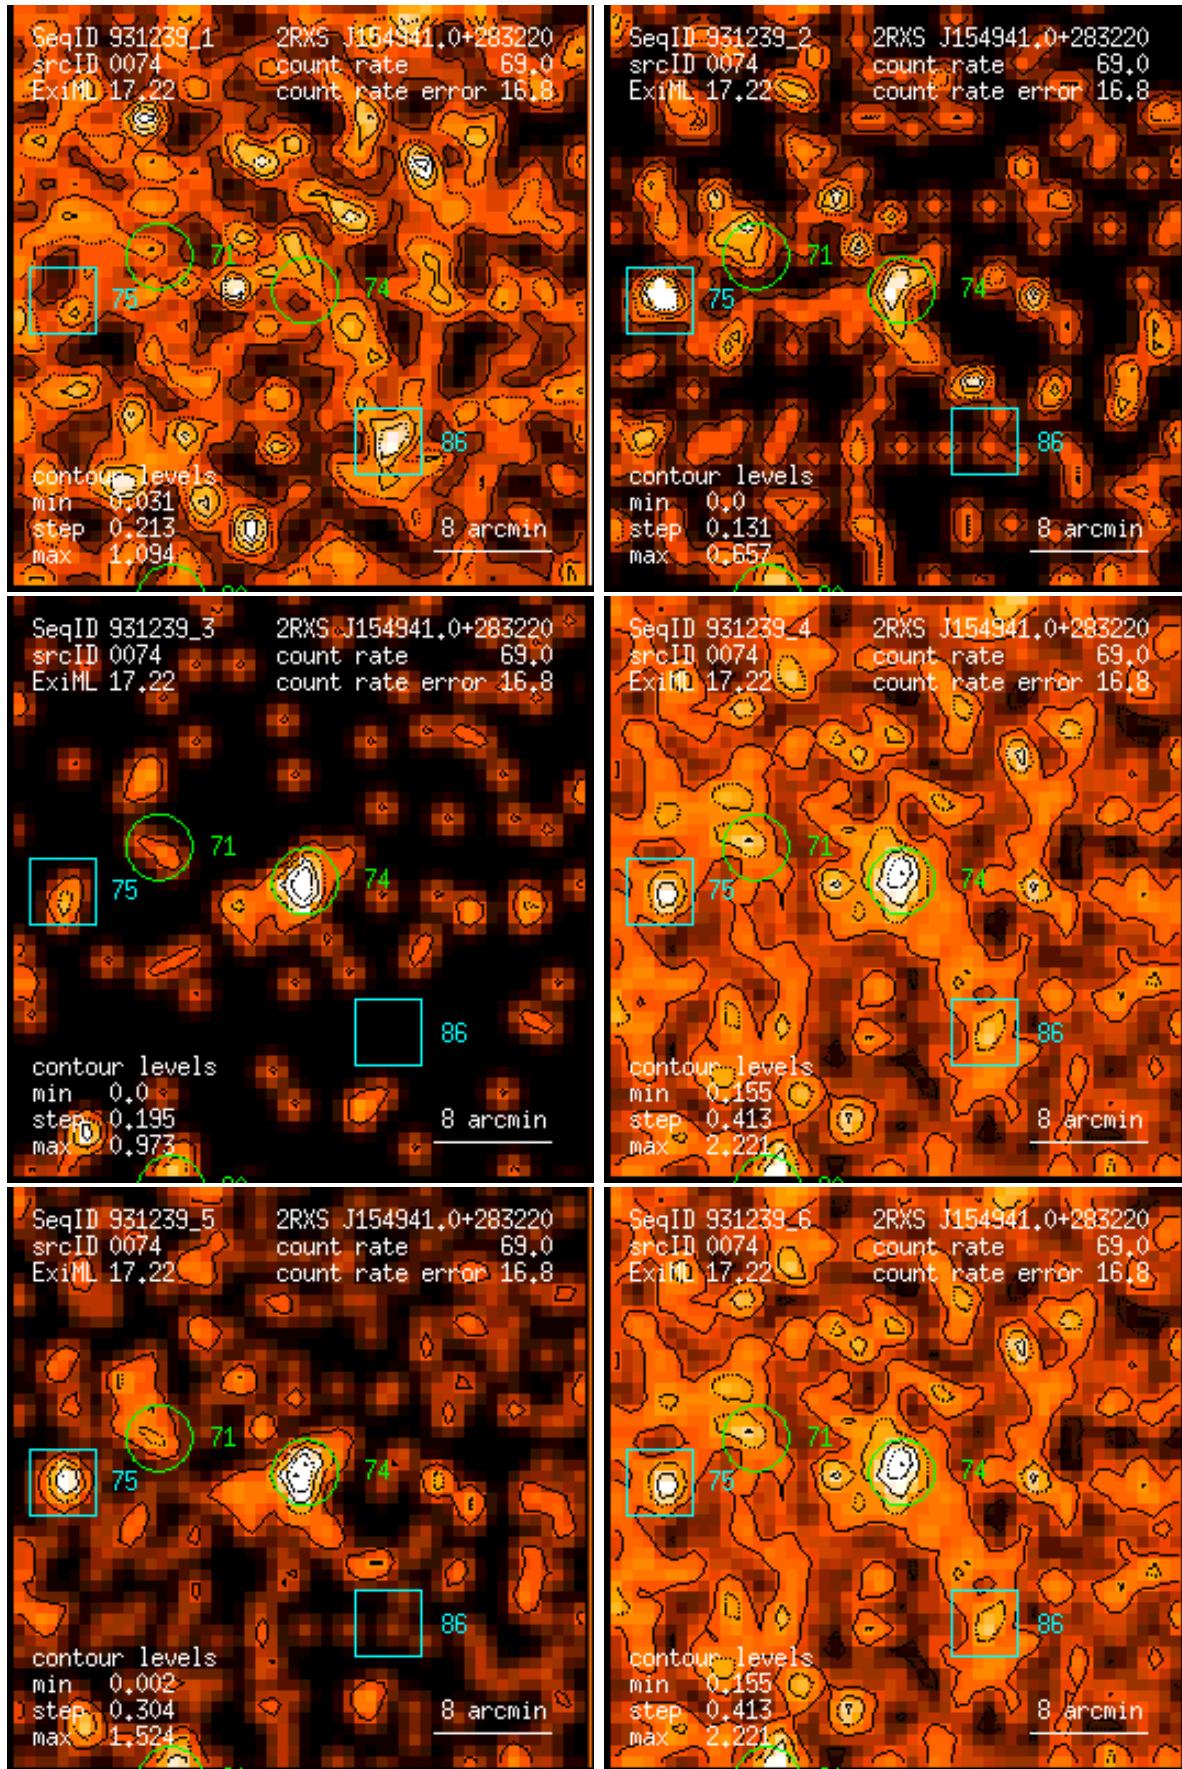 SeqID 931239_1 2RXS J154941.0+283220
srcID 0074 count rate 69.0
ExiML 17.22 count rate error 16.8
71
74
75
86
contour levels
min 0.031
step 0.213
max 1.094
8 arcmin
SeqID 931239_2 2RXS J154941.0+283220
srcID 0074 count rate 69.0
ExiML 17.22 count rate error 16.8
71
74
75
86
contour levels
min 0.0
step 0.131
max 0.657
8 arcmin
SeqID 931239_3 2RXS J154941.0+283220
srcID 0074 count rate 69.0
ExiML 17.22 count rate error 16.8
71
74
75
86
contour levels
min 0.0
step 0.195
max 0.973
8 arcmin
SeqID 931239_4 2RXS J154941.0+283220
srcID 0074 count rate 69.0
ExiML 17.22 count rate error 16.8
71
74
75
86
contour levels
min 0.155
step 0.413
max 2.221
8 arcmin
SeqID 931239_5 2RXS J154941.0+283220
srcID 0074 count rate 69.0
ExiML 17.22 count rate error 16.8
71
74
75
86
contour levels
min 0.002
step 0.304
max 1.524
8 arcmin
SeqID 931239_6 2RXS J154941.0+283220
srcID 0074 count rate 69.0
ExiML 17.22 count rate error 16.8
71
74
75
86
contour levels
min 0.155
step 0.413
max 2.221
8 arcmin